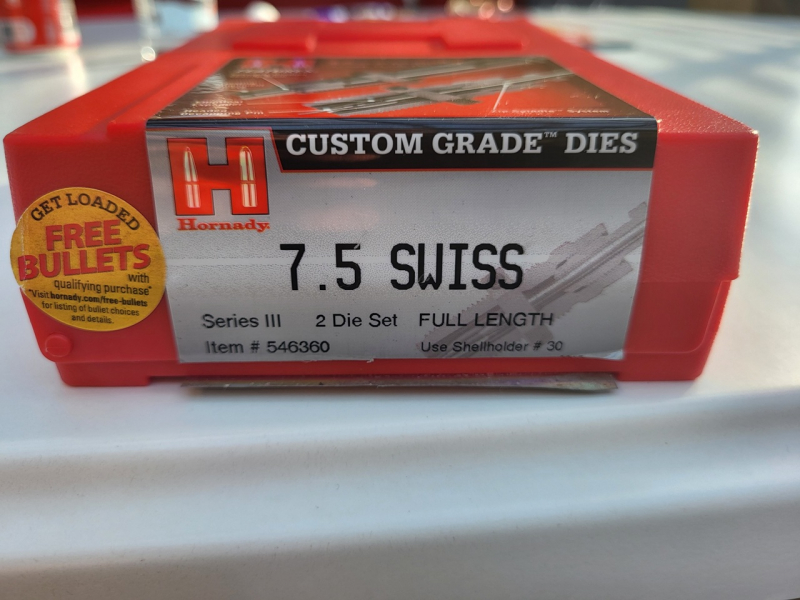 CUSTOM GRADE™ DIES
H
Hornady
7.5 SWISS
Series III 2 Die Set FULL LENGTH
Item # 546360 Use Shellholder # 30
GET LOADED
FREE
BULLETS
with
qualifying purchase*
*Visit hornady.com/free-bullets
for listing of bullet choices
and details.